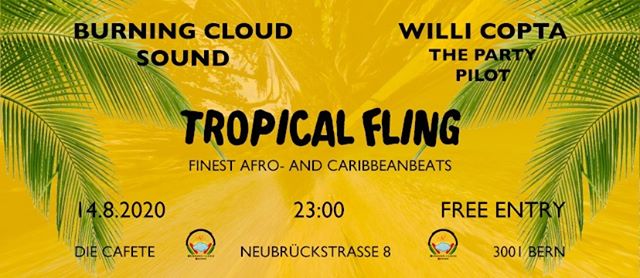 BURNING CLOUD
SOUND
WILLI COPTA
THE PARTY
PILOT
TROPICAL FLING
FINEST AFRO- AND CARIBBEANBEATS
14.8.2020 23:00 FREE ENTRY
DIE CAFETE NEUBRÜCKSTRASSE 8 3001 BERN